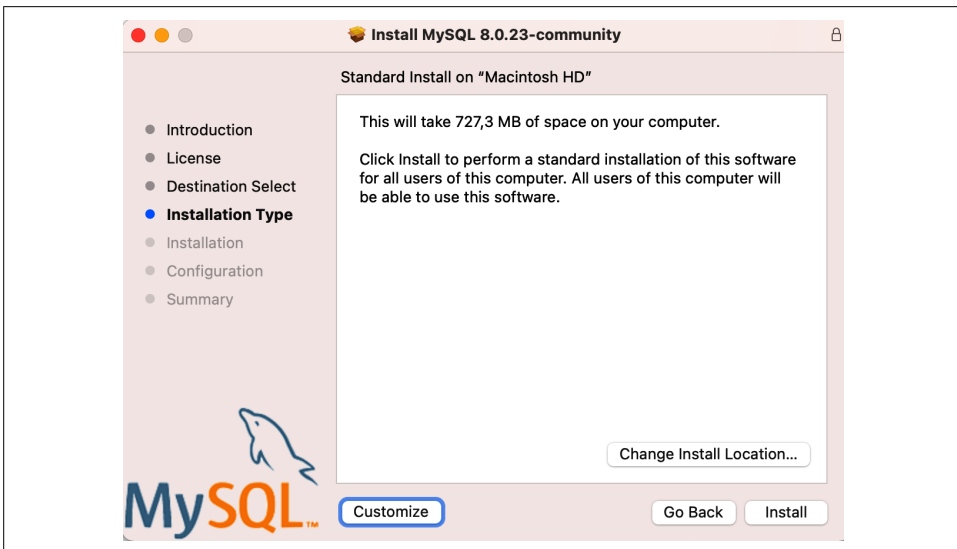 Install MySQL 8.0.23-community
Standard Install on “Macintosh HD”
Introduction
License
Destination Select
Installation Type
Installation
Configuration
Summary
This will take 727,3 MB of space on your computer.
Click Install to perform a standard installation of this software
for all users of this computer. All users of this computer will
be able to use this software.
Change Install Location...
MySQL™
Customize
Go Back
Install